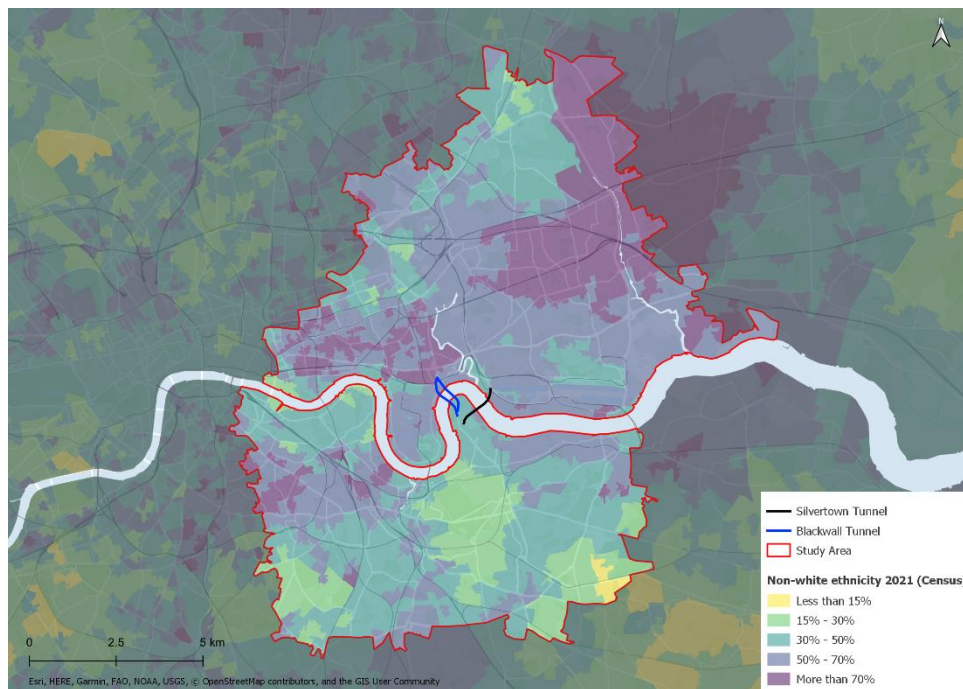 N
Silvertown Tunnel
Blackwall Tunnel
Study Area
Non-white ethnicity 2021 (Census
Less than 15%
15% - 30%
30% - 50%
50% - 70%
More than 70%
0 2.5 5 km
Esri, HERE, Garmin, FAO, NOAA, USGS, © OpenStreetMap contributors, and the GIS User Community